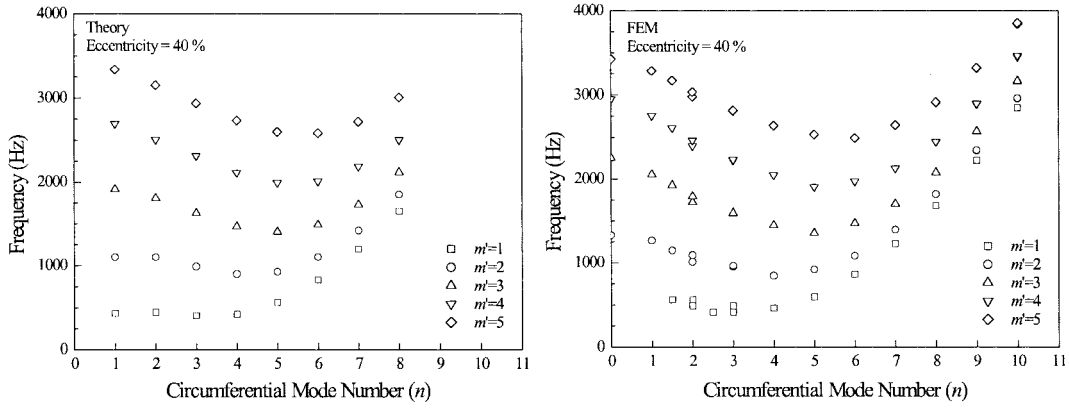 Theory
Eccentricity = 40 %
4000
3000
2000
1000
0
Frequency (Hz)
0 1 2 3 4 5 6 7 8 9 10 11
Circumferential Mode Number (n)
m'=1
m'=2
m'=3
m'=4
m'=5
FEM
Eccentricity = 40 %
4000
3000
2000
1000
0
Frequency (Hz)
0 1 2 3 4 5 6 7 8 9 10 11
Circumferential Mode Number (n)
m'=1
m'=2
m'=3
m'=4
m'=5